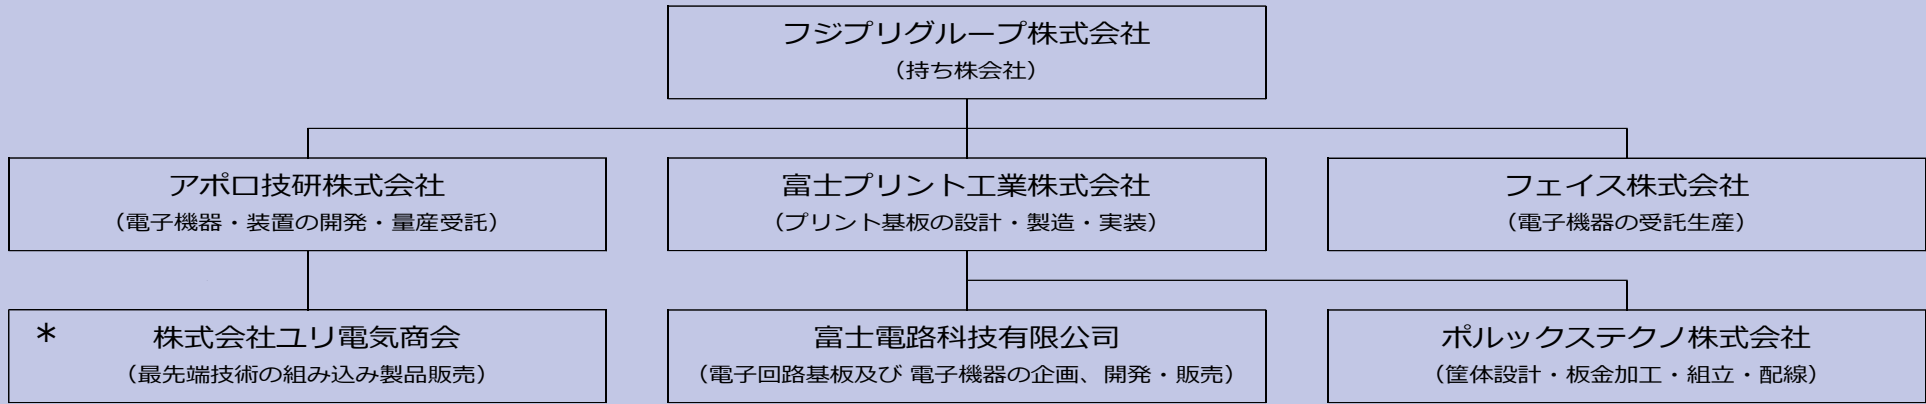 フジプリグループ株式会社
（持ち株会社）
アポロ技研株式会社
（電子機器・装置の開発・量産受託）
富士プリント工業株式会社
（プリント基板の設計・製造・実装）
フェイス株式会社
（電子機器の受託生産）
＊ 株式会社ユリ電気商会
（最先端技術の組み込み製品販売）
富士電路科技有限公司
（電子回路基板及び 電子機器の企画、開発・販売）
ポルックステクノ株式会社
（筐体設計・板金加工・組立・配線）